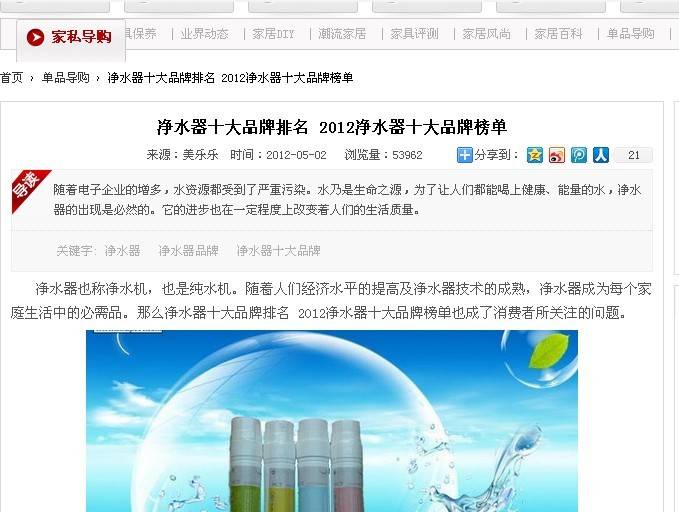 家私导购
具保养 | 业界动态 | 家居DIY | 潮流家居 | 家具评测 | 家居风尚 | 家居百科 | 单品导购 |
首页 › 单品导购 › 净水器十大品牌排名 2012净水器十大品牌榜单
净水器十大品牌排名 2012净水器十大品牌榜单
来源：美乐乐 时间：2012-05-02 浏览量：53962 分享到： 21
导读
随着电子企业的增多，水资源都受到了严重污染。水乃是生命之源，为了让人们都能喝上健康、能量的水，净水
器的出现是必然的。它的进步也在一定程度上改变着人们的生活质量。
关键字: 净水器 净水器品牌 净水器十大品牌
净水器也称净水机，也是纯水机。随着人们经济水平的提高及净水器技术的成熟，净水器成为每个家
庭生活中的必需品。那么净水器十大品牌排名 2012净水器十大品牌榜单也成了消费者所关注的问题。